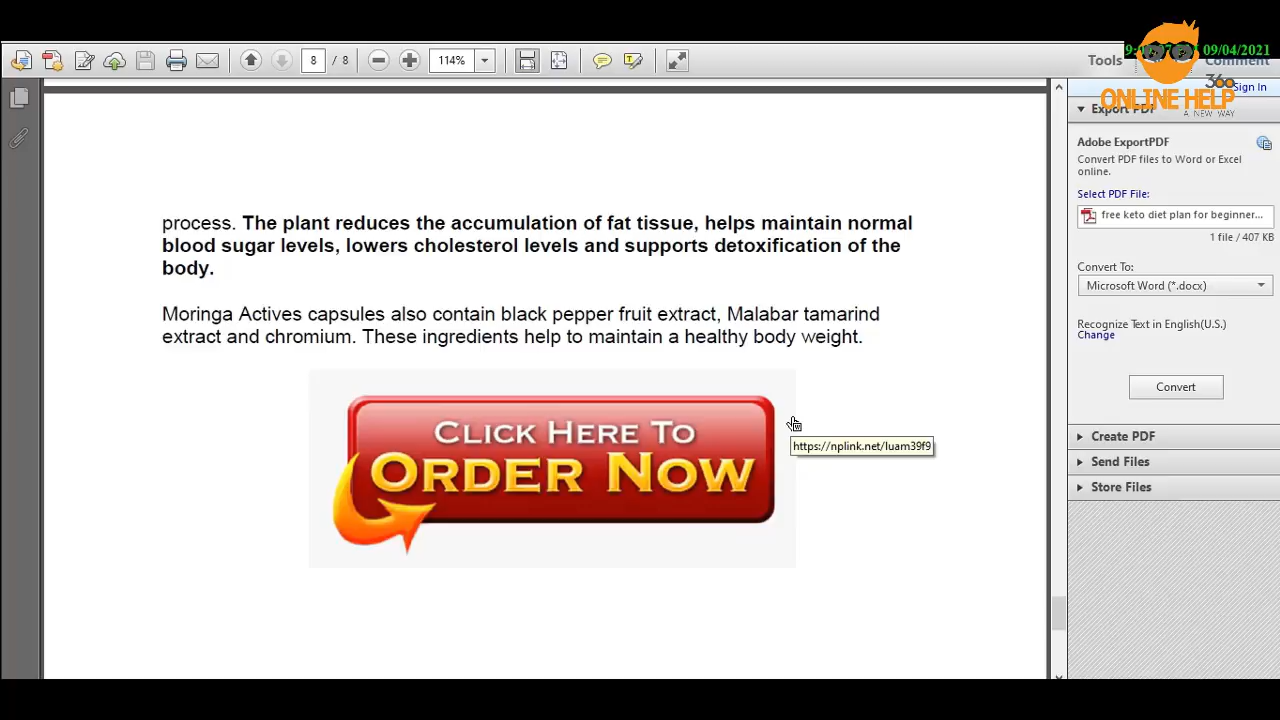 09/04/2021
8 / 8
114%
Tools
Comment
360
ONLINE HELP
A NEW WAY
Sign In
Export PDF
Adobe ExportPDF
Convert PDF files to Word or Excel
online.
Select PDF File:
free keto diet plan for beginner...
1 file / 407 KB
Convert To:
Microsoft Word (*.docx)
Recognize Text in English(U.S.)
Change
Convert
Create PDF
Send Files
Store Files
process. The plant reduces the accumulation of fat tissue, helps maintain normal
blood sugar levels, lowers cholesterol levels and supports detoxification of the
body.
Moringa Actives capsules also contain black pepper fruit extract, Malabar tamarind
extract and chromium. These ingredients help to maintain a healthy body weight.
CLICK HERE TO
ORDER NOW
https://nplink.net/luam39f9